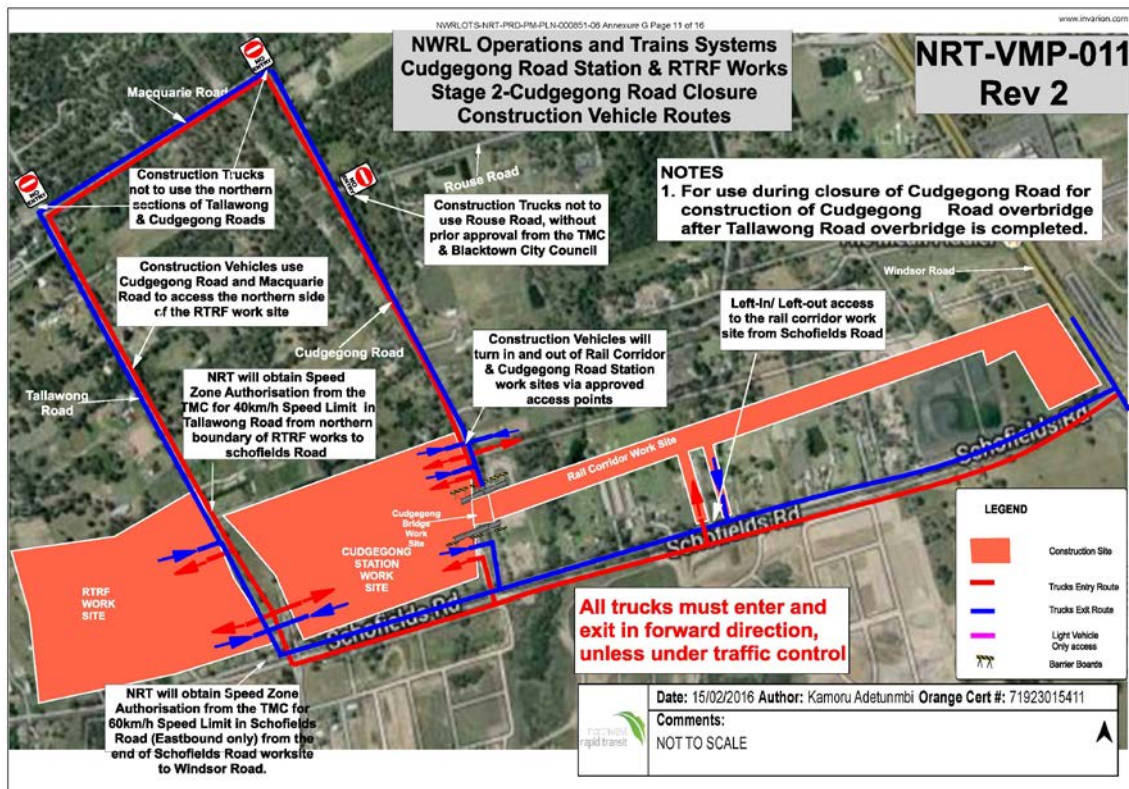 NWRLOTS-NRT-PRD-PM-PLN-000851-06 Annexure G Page 11 of 16
www.invarion.com
NWRL Operations and Trains Systems
Cudgegong Road Station & RTRF Works
Stage 2-Cudgegong Road Closure
Construction Vehicle Routes
NRT-VMP-011
Rev 2
NO
ENTRY
Macquarie Road
NO
ENTRY
Construction Trucks
not to use the northern
sections of Tallawong
& Cudgegong Roads
NO
ENTRY
Rouse Road
Construction Trucks not to
use Rouse Road, without
prior approval from the TMC
& Blacktown City Council
NOTES
1. For use during closure of Cudgegong Road for
construction of Cudgegong Road overbridge
after Tallawong Road overbridge is completed.
Windsor Road
Construction Vehicles use
Cudgegong Road and Macquarie
Road to access the northern side
of the RTRF work site
Cudgegong Road
Left-In/ Left-out access
to the rail corridor work
site from Schofields Road
Construction Vehicles will
turn in and out of Rail Corridor
& Cudgegong Road Station
work sites via approved
access points
Tallawong
Road
NRT will obtain Speed
Zone Authorisation from the
TMC for 40km/h Speed Limit in
Tallawong Road from northern
boundary of RTRF works to
schofields Road
Rail Corridor Work Site
Schofields Rd
Schofields Rd
Cudgegong
Bridge
Work
Site
CUDGEGONG
STATION
WORK
SITE
RTRF
WORK
SITE
Schofields Rd
All trucks must enter and
exit in forward direction,
unless under traffic control
LEGEND
Construction Site
Trucks Entry Route
Trucks Exit Route
Light Vehicle
Only access
Barrier Boards
NRT will obtain Speed Zone
Authorisation from the TMC for
60km/h Speed Limit in Schofields
Road (Eastbound only) from the
end of Schofields Road worksite
to Windsor Road.
northwest
rapid transit
Date: 15/02/2016 Author: Kamoru Adetunmbi Orange Cert #: 71923015411
Comments:
NOT TO SCALE